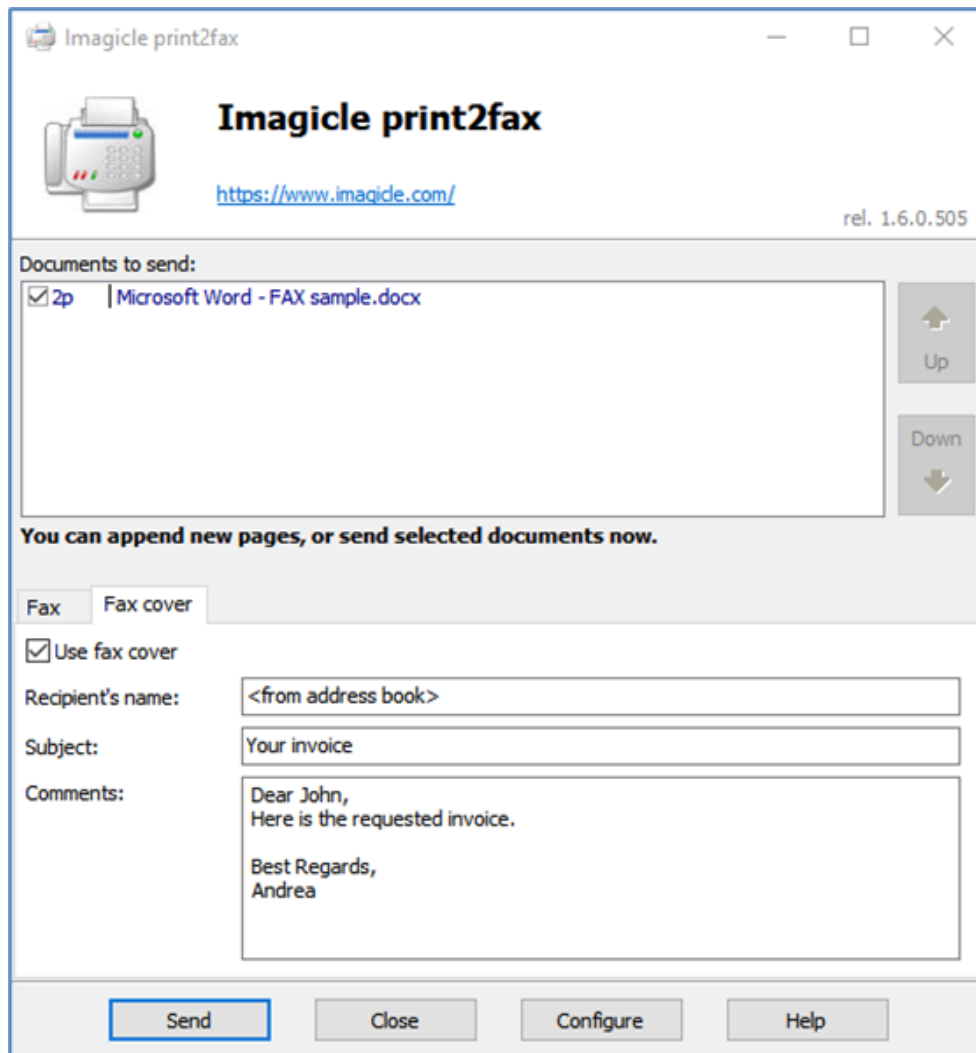 Imagicle print2fax
Imagicle print2fax
https://www.imagicle.com/
rel. 1.6.0.505
Documents to send:
2p Microsoft Word - FAX sample.docx
Up
Down
You can append new pages, or send selected documents now.
Fax Fax cover
Use fax cover
Recipient's name: <from address book>
Subject: Your invoice
Comments: Dear John,
Here is the requested invoice.
Best Regards,
Andrea
Send Close Configure Help